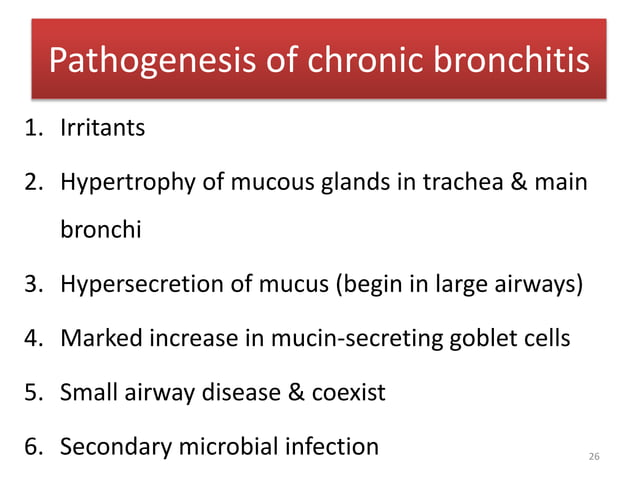 Pathogenesis of chronic bronchitis
1. Irritants
2. Hypertrophy of mucous glands in trachea & main
bronchi
3. Hypersecretion of mucus (begin in large airways)
4. Marked increase in mucin-secreting goblet cells
5. Small airway disease & coexist
6. Secondary microbial infection
26